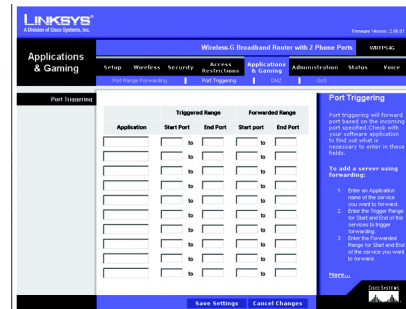 LINKSYS®
A Division of Cisco Systems, Inc.
Firmware Version: 2.00.01
Wireless-G Broadband Router with 2 Phone Ports WRTP54G
Applications & Gaming
Setup Wireless Security Access Restrictions Applications & Gaming Administration Status Voice
Port Range Forwarding Port Triggering DMZ QoS
Port Triggering
Triggered Range Forwarded Range
Application Start Port End Port Start port End Port
to to
to to
to to
to to
to to
to to
to to
to to
to to
to to
Port Triggering
Port triggering will forward
port based on the incoming
port specified.Check with
your software application
to find out what is
necessary to enter in these
fields.
To add a server using
forwarding:
1. Enter an Application
name of the service
you want to forward.
2. Enter the Trigger Range
for Start and End of the
services to trigger
forwarding.
3. Enter the Forwarded
Range for Start and End
of the service you want
to forward.
More...
Save Settings Cancel Changes
CISCO SYSTEMS